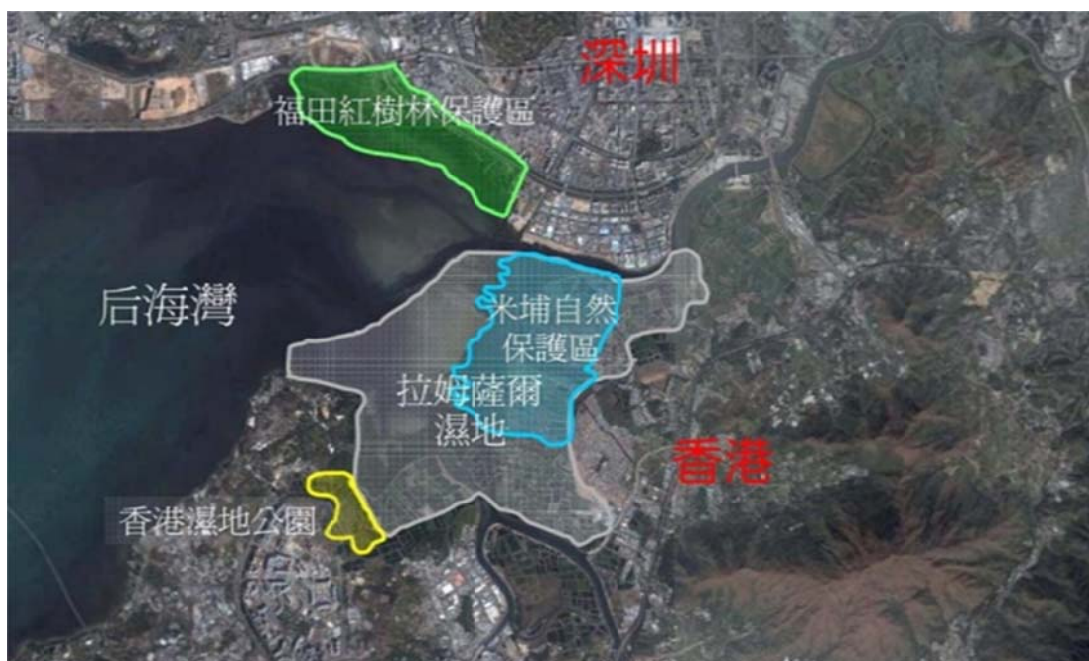 深圳
福田紅樹林保護區
后海灣
米埔自然
保護區
拉姆薩爾
濕地
香港
香港濕地公園